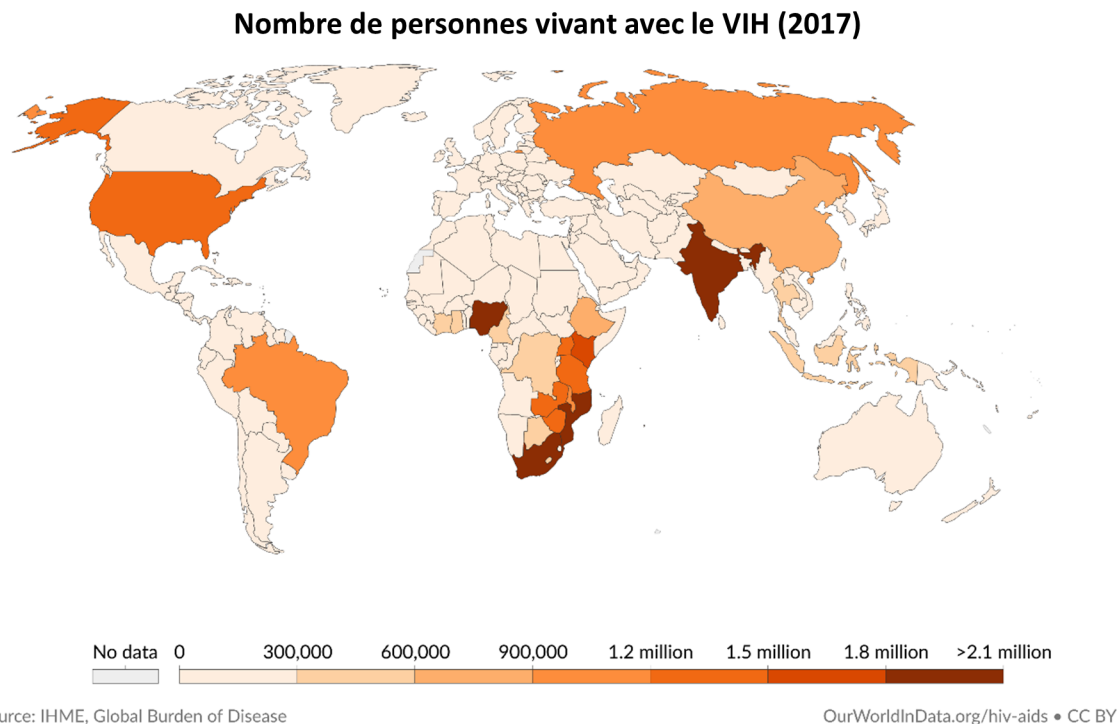 Nombre de personnes vivant avec le VIH (2017)
No data 0 300,000 600,000 900,000 1.2 million 1.5 million 1.8 million >2.1 million
urce: IHME, Global Burden of Disease
OurWorldInData.org/hiv-aids • CC BY